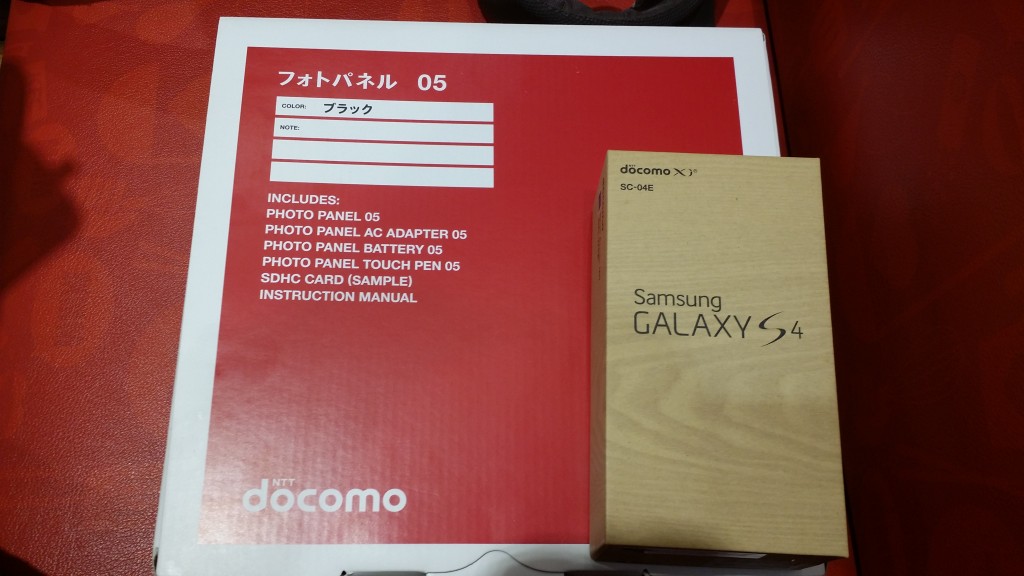 フォトパネル 05
COLOR: ブラック
NOTE:
INCLUDES:
PHOTO PANEL 05
PHOTO PANEL AC ADAPTER 05
PHOTO PANEL BATTERY 05
PHOTO PANEL TOUCH PEN 05
SDHC CARD (SAMPLE)
INSTRUCTION MANUAL
NTT
docomo
NTT
docomo Xi
SC-04E
Samsung
GALAXY S4